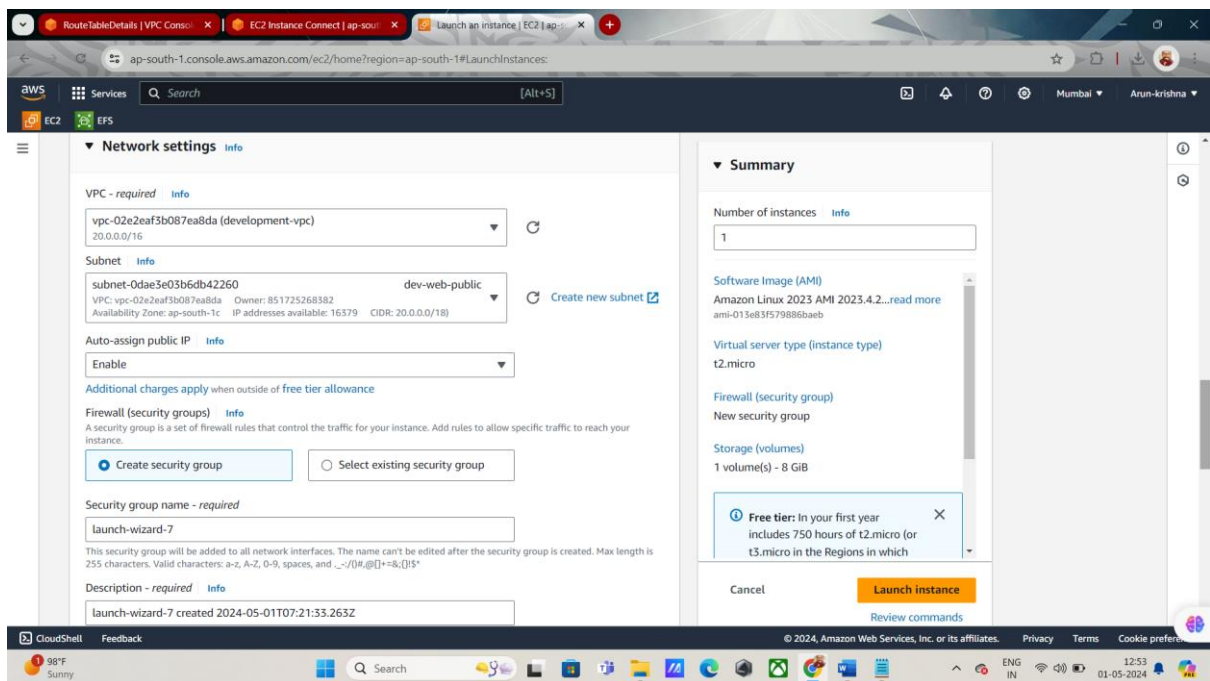 RouteTableDetails | VPC Conso
EC2 Instance Connect | ap-sout
Launch an instance | EC2 | ap-s
ap-south-1.console.aws.amazon.com/ec2/home?region=ap-south-1#LaunchInstances:
aws
Services
Search
[Alt+S]
Mumbai
Arun-krishna
EC2
EFS
Network settings Info
VPC - required Info
vpc-02e2eaf3b087ea8da (development-vpc)
20.0.0.0/16
Subnet Info
subnet-0dae3e03b6db42260 dev-web-public
VPC: vpc-02e2eaf3b087ea8da Owner: 851725268382
Availability Zone: ap-south-1c IP addresses available: 16379 CIDR: 20.0.0.0/18)
Create new subnet
Auto-assign public IP Info
Enable
Additional charges apply when outside of free tier allowance
Firewall (security groups) Info
A security group is a set of firewall rules that control the traffic for your instance. Add rules to allow specific traffic to reach your
instance.
Create security group
Select existing security group
Security group name - required
launch-wizard-7
This security group will be added to all network interfaces. The name can't be edited after the security group is created. Max length is
255 characters. Valid characters: a-z, A-Z, 0-9, spaces, and ._-:/()#,@[]+=&;{}!$*
Description - required Info
launch-wizard-7 created 2024-05-01T07:21:33.263Z
Summary
Number of instances Info
1
Software Image (AMI)
Amazon Linux 2023 AMI 2023.4.2...read more
ami-013e83f579886baeb
Virtual server type (instance type)
t2.micro
Firewall (security group)
New security group
Storage (volumes)
1 volume(s) - 8 GiB
Free tier: In your first year
includes 750 hours of t2.micro (or
t3.micro in the Regions in which
Cancel
Launch instance
Review commands
CloudShell Feedback
© 2024, Amazon Web Services, Inc. or its affiliates. Privacy Terms Cookie prefere
1
98°F
Sunny
Search
ENG
IN
12:53
01-05-2024